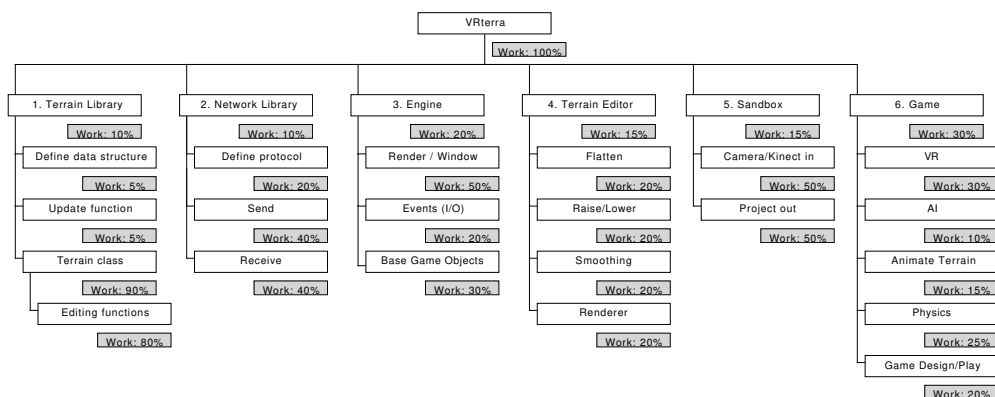 VRterra
Work: 100%
1. Terrain Library
Work: 10%
Define data structure
Work: 5%
Update function
Work: 5%
Terrain class
Work: 90%
Editing functions
Work: 80%
2. Network Library
Work: 10%
Define protocol
Work: 20%
Send
Work: 40%
Receive
Work: 40%
3. Engine
Work: 20%
Render / Window
Work: 50%
Events (I/O)
Work: 20%
Base Game Objects
Work: 30%
4. Terrain Editor
Work: 15%
Flatten
Work: 20%
Raise/Lower
Work: 20%
Smoothing
Work: 20%
Renderer
Work: 20%
5. Sandbox
Work: 15%
Camera/Kinect in
Work: 50%
Project out
Work: 50%
6. Game
Work: 30%
VR
Work: 30%
AI
Work: 10%
Animate Terrain
Work: 15%
Physics
Work: 25%
Game Design/Play
Work: 20%